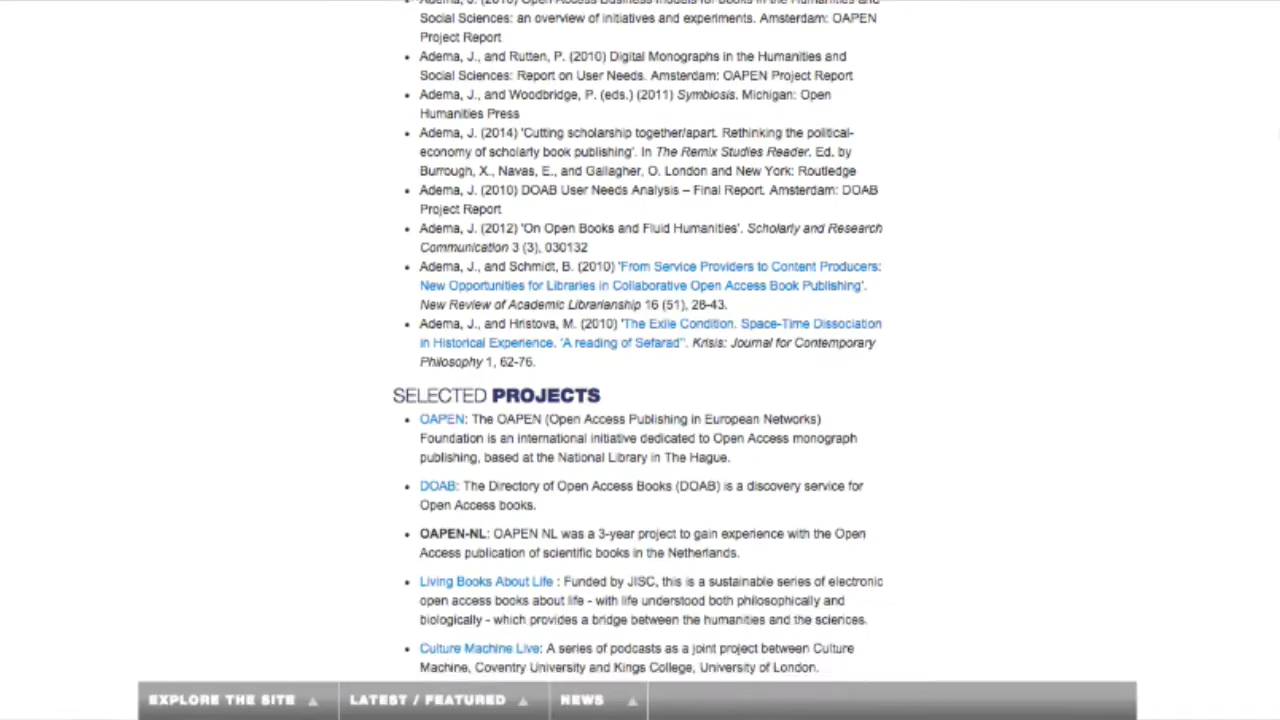 Adema, J. (2010) Open Access Business Models for Books in the Humanities and
Social Sciences: an overview of initiatives and experiments. Amsterdam: OAPEN
Project Report
• Adema, J., and Rutten, P. (2010) Digital Monographs in the Humanities and
Social Sciences: Report on User Needs. Amsterdam: OAPEN Project Report
• Adema, J., and Woodbridge, P. (eds.) (2011) Symbiosis. Michigan: Open
Humanities Press
• Adema, J. (2014) 'Cutting scholarship together/apart. Rethinking the political-
economy of scholarly book publishing'. In The Remix Studies Reader. Ed. by
Burrough, X., Navas, E., and Gallagher, O. London and New York: Routledge
• Adema, J. (2010) DOAB User Needs Analysis – Final Report. Amsterdam: DOAB
Project Report
• Adema, J. (2012) 'On Open Books and Fluid Humanities'. Scholarly and Research
Communication 3 (3), 030132
• Adema, J., and Schmidt, B. (2010) 'From Service Providers to Content Producers:
New Opportunities for Libraries in Collaborative Open Access Book Publishing'.
New Review of Academic Librarianship 16 (51), 28-43.
• Adema, J., and Hristova, M. (2010) 'The Exile Condition. Space-Time Dissociation
in Historical Experience. 'A reading of Sefarad''. Krisis: Journal for Contemporary
Philosophy 1, 62-76.
SELECTED PROJECTS
• OAPEN: The OAPEN (Open Access Publishing in European Networks)
Foundation is an international initiative dedicated to Open Access monograph
publishing, based at the National Library in The Hague.
• DOAB: The Directory of Open Access Books (DOAB) is a discovery service for
Open Access books.
• OAPEN-NL: OAPEN NL was a 3-year project to gain experience with the Open
Access publication of scientific books in the Netherlands.
• Living Books About Life : Funded by JISC, this is a sustainable series of electronic
open access books about life - with life understood both philosophically and
biologically - which provides a bridge between the humanities and the sciences.
• Culture Machine Live: A series of podcasts as a joint project between Culture
Machine, Coventry University and Kings College, University of London.
EXPLORE THE SITE LATEST / FEATURED NEWS